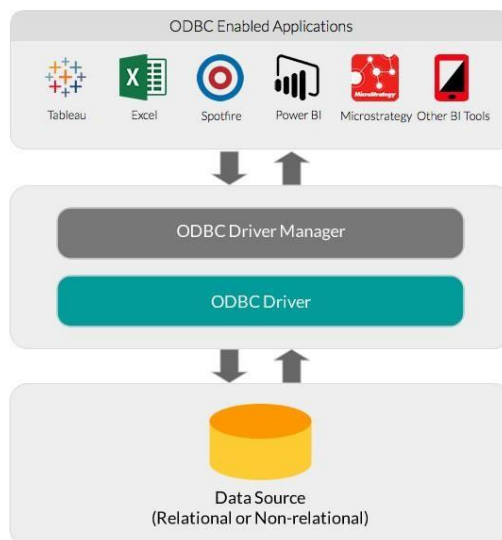 ODBC Enabled Applications
X
MicroStrategy
Tableau Excel Spotfire Power BI Microstrategy Other BI Tools
ODBC Driver Manager
ODBC Driver
Data Source
(Relational or Non-relational)